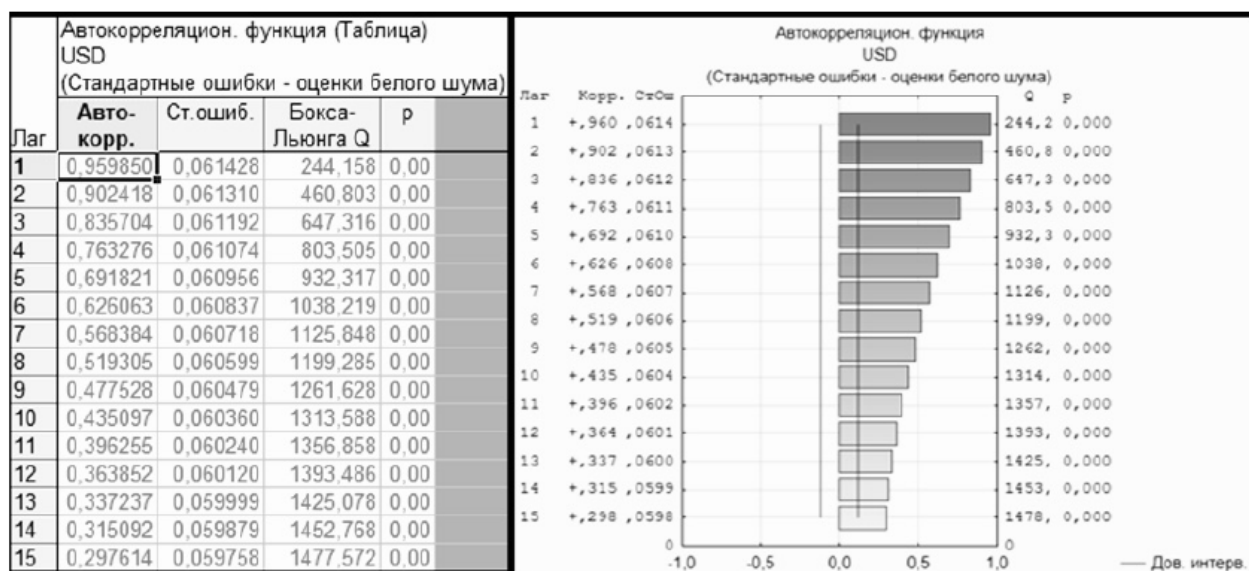 Автокорреляцион. функция (Таблица)
USD
(Стандартные ошибки - оценки белого шума)
Лаг Авто-корр. Ст.ошиб. Бокса-Льюнга Q p
1 0,959850 0,061428 244,158 0,00
2 0,902418 0,061310 460,803 0,00
3 0,835704 0,061192 647,316 0,00
4 0,763276 0,061074 803,505 0,00
5 0,691821 0,060956 932,317 0,00
6 0,626063 0,060837 1038,219 0,00
7 0,568384 0,060718 1125,848 0,00
8 0,519305 0,060599 1199,285 0,00
9 0,477528 0,060479 1261,628 0,00
10 0,435097 0,060360 1313,588 0,00
11 0,396255 0,060240 1356,858 0,00
12 0,363852 0,060120 1393,486 0,00
13 0,337237 0,059999 1425,078 0,00
14 0,315092 0,059879 1452,768 0,00
15 0,297614 0,059758 1477,572 0,00
Автокорреляцион. функция
USD
(Стандартные ошибки - оценки белого шума)
Лаг Корр. СтОш Q p
1 +,960 ,0614 244,2 0,000
2 +,902 ,0613 460,8 0,000
3 +,836 ,0612 647,3 0,000
4 +,763 ,0611 803,5 0,000
5 +,692 ,0610 932,3 0,000
6 +,626 ,0608 1038, 0,000
7 +,568 ,0607 1126, 0,000
8 +,519 ,0606 1199, 0,000
9 +,478 ,0605 1262, 0,000
10 +,435 ,0604 1314, 0,000
11 +,396 ,0602 1357, 0,000
12 +,364 ,0601 1393, 0,000
13 +,337 ,0600 1425, 0,000
14 +,315 ,0599 1453, 0,000
15 +,298 ,0598 1478, 0,000
0 0
-1,0 -0,5 0,0 0,5 1,0
Дов. интерв.